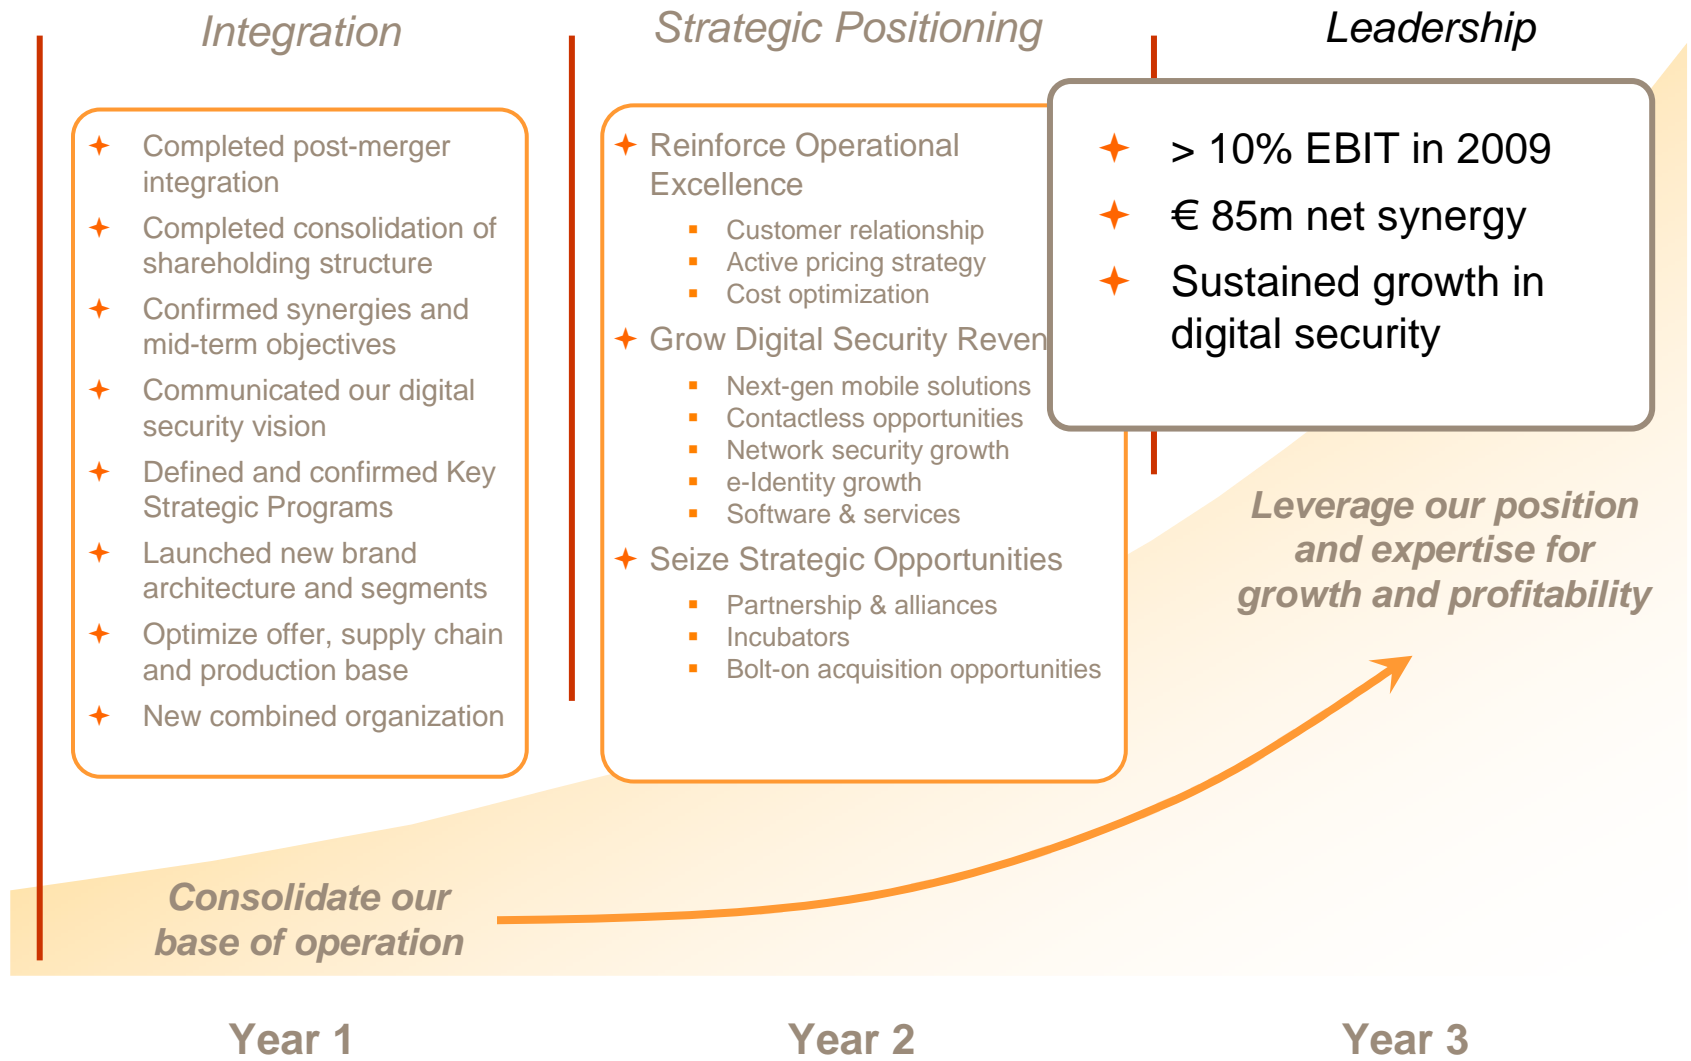 Integration
Strategic Positioning
Leadership
Completed post-merger
integration
Completed consolidation of
shareholding structure
Confirmed synergies and
mid-term objectives
Communicated our digital
security vision
Defined and confirmed Key
Strategic Programs
Launched new brand
architecture and segments
Optimize offer, supply chain
and production base
New combined organization
Reinforce Operational
Excellence
Customer relationship
Active pricing strategy
Cost optimization
Grow Digital Security Reven
Next-gen mobile solutions
Contactless opportunities
Network security growth
e-Identity growth
Software & services
Seize Strategic Opportunities
Partnership & alliances
Incubators
Bolt-on acquisition opportunities
> 10% EBIT in 2009
€ 85m net synergy
Sustained growth in
digital security
Leverage our position
and expertise for
growth and profitability
Consolidate our
base of operation
Year 1
Year 2
Year 3